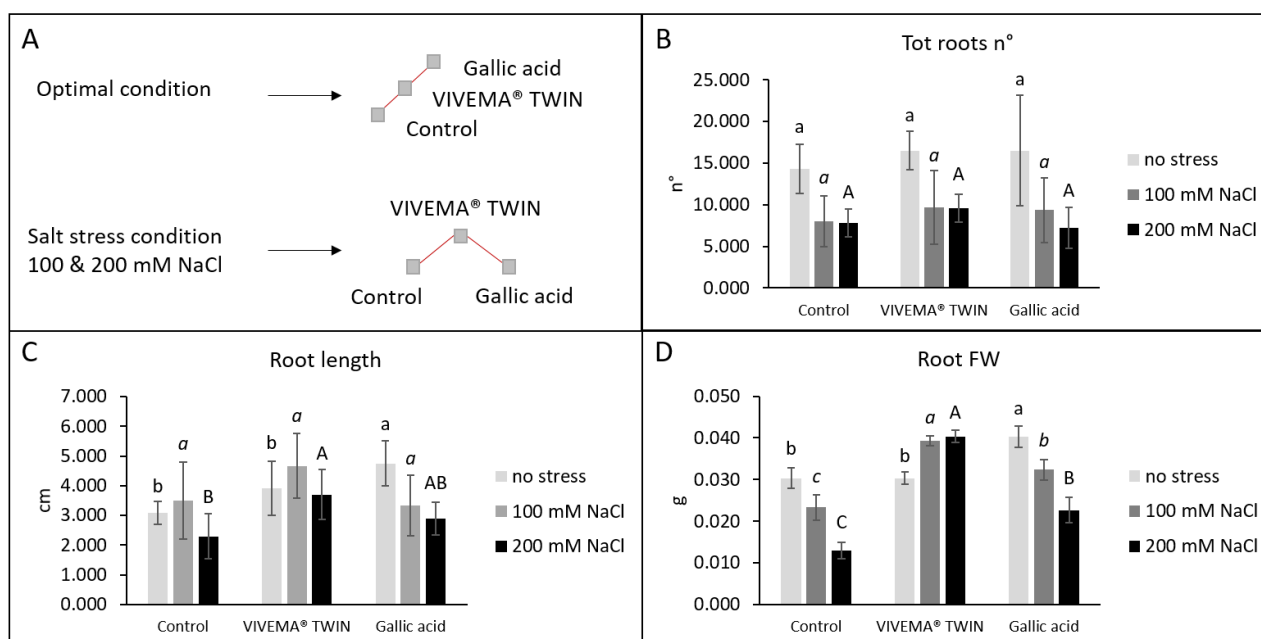 A
Optimal condition
Gallic acid
VIVEMA® TWIN
Control
Salt stress condition
100 & 200 mM NaCl
VIVEMA® TWIN
Control
Gallic acid
B
Tot roots n°
25.000
20.000
15.000
10.000
5.000
0.000
n°
a
a
A
a
a
A
a
a
A
Control
VIVEMA® TWIN
Gallic acid
no stress
100 mM NaCl
200 mM NaCl
C
Root length
7.000
6.000
5.000
4.000
3.000
2.000
1.000
0.000
cm
b
a
B
b
a
A
a
a
AB
Control
VIVEMA® TWIN
Gallic acid
no stress
100 mM NaCl
200 mM NaCl
D
Root FW
0.050
0.040
0.030
0.020
0.010
0.000
g
b
c
C
b
a
A
a
b
B
Control
VIVEMA® TWIN
Gallic acid
no stress
100 mM NaCl
200 mM NaCl